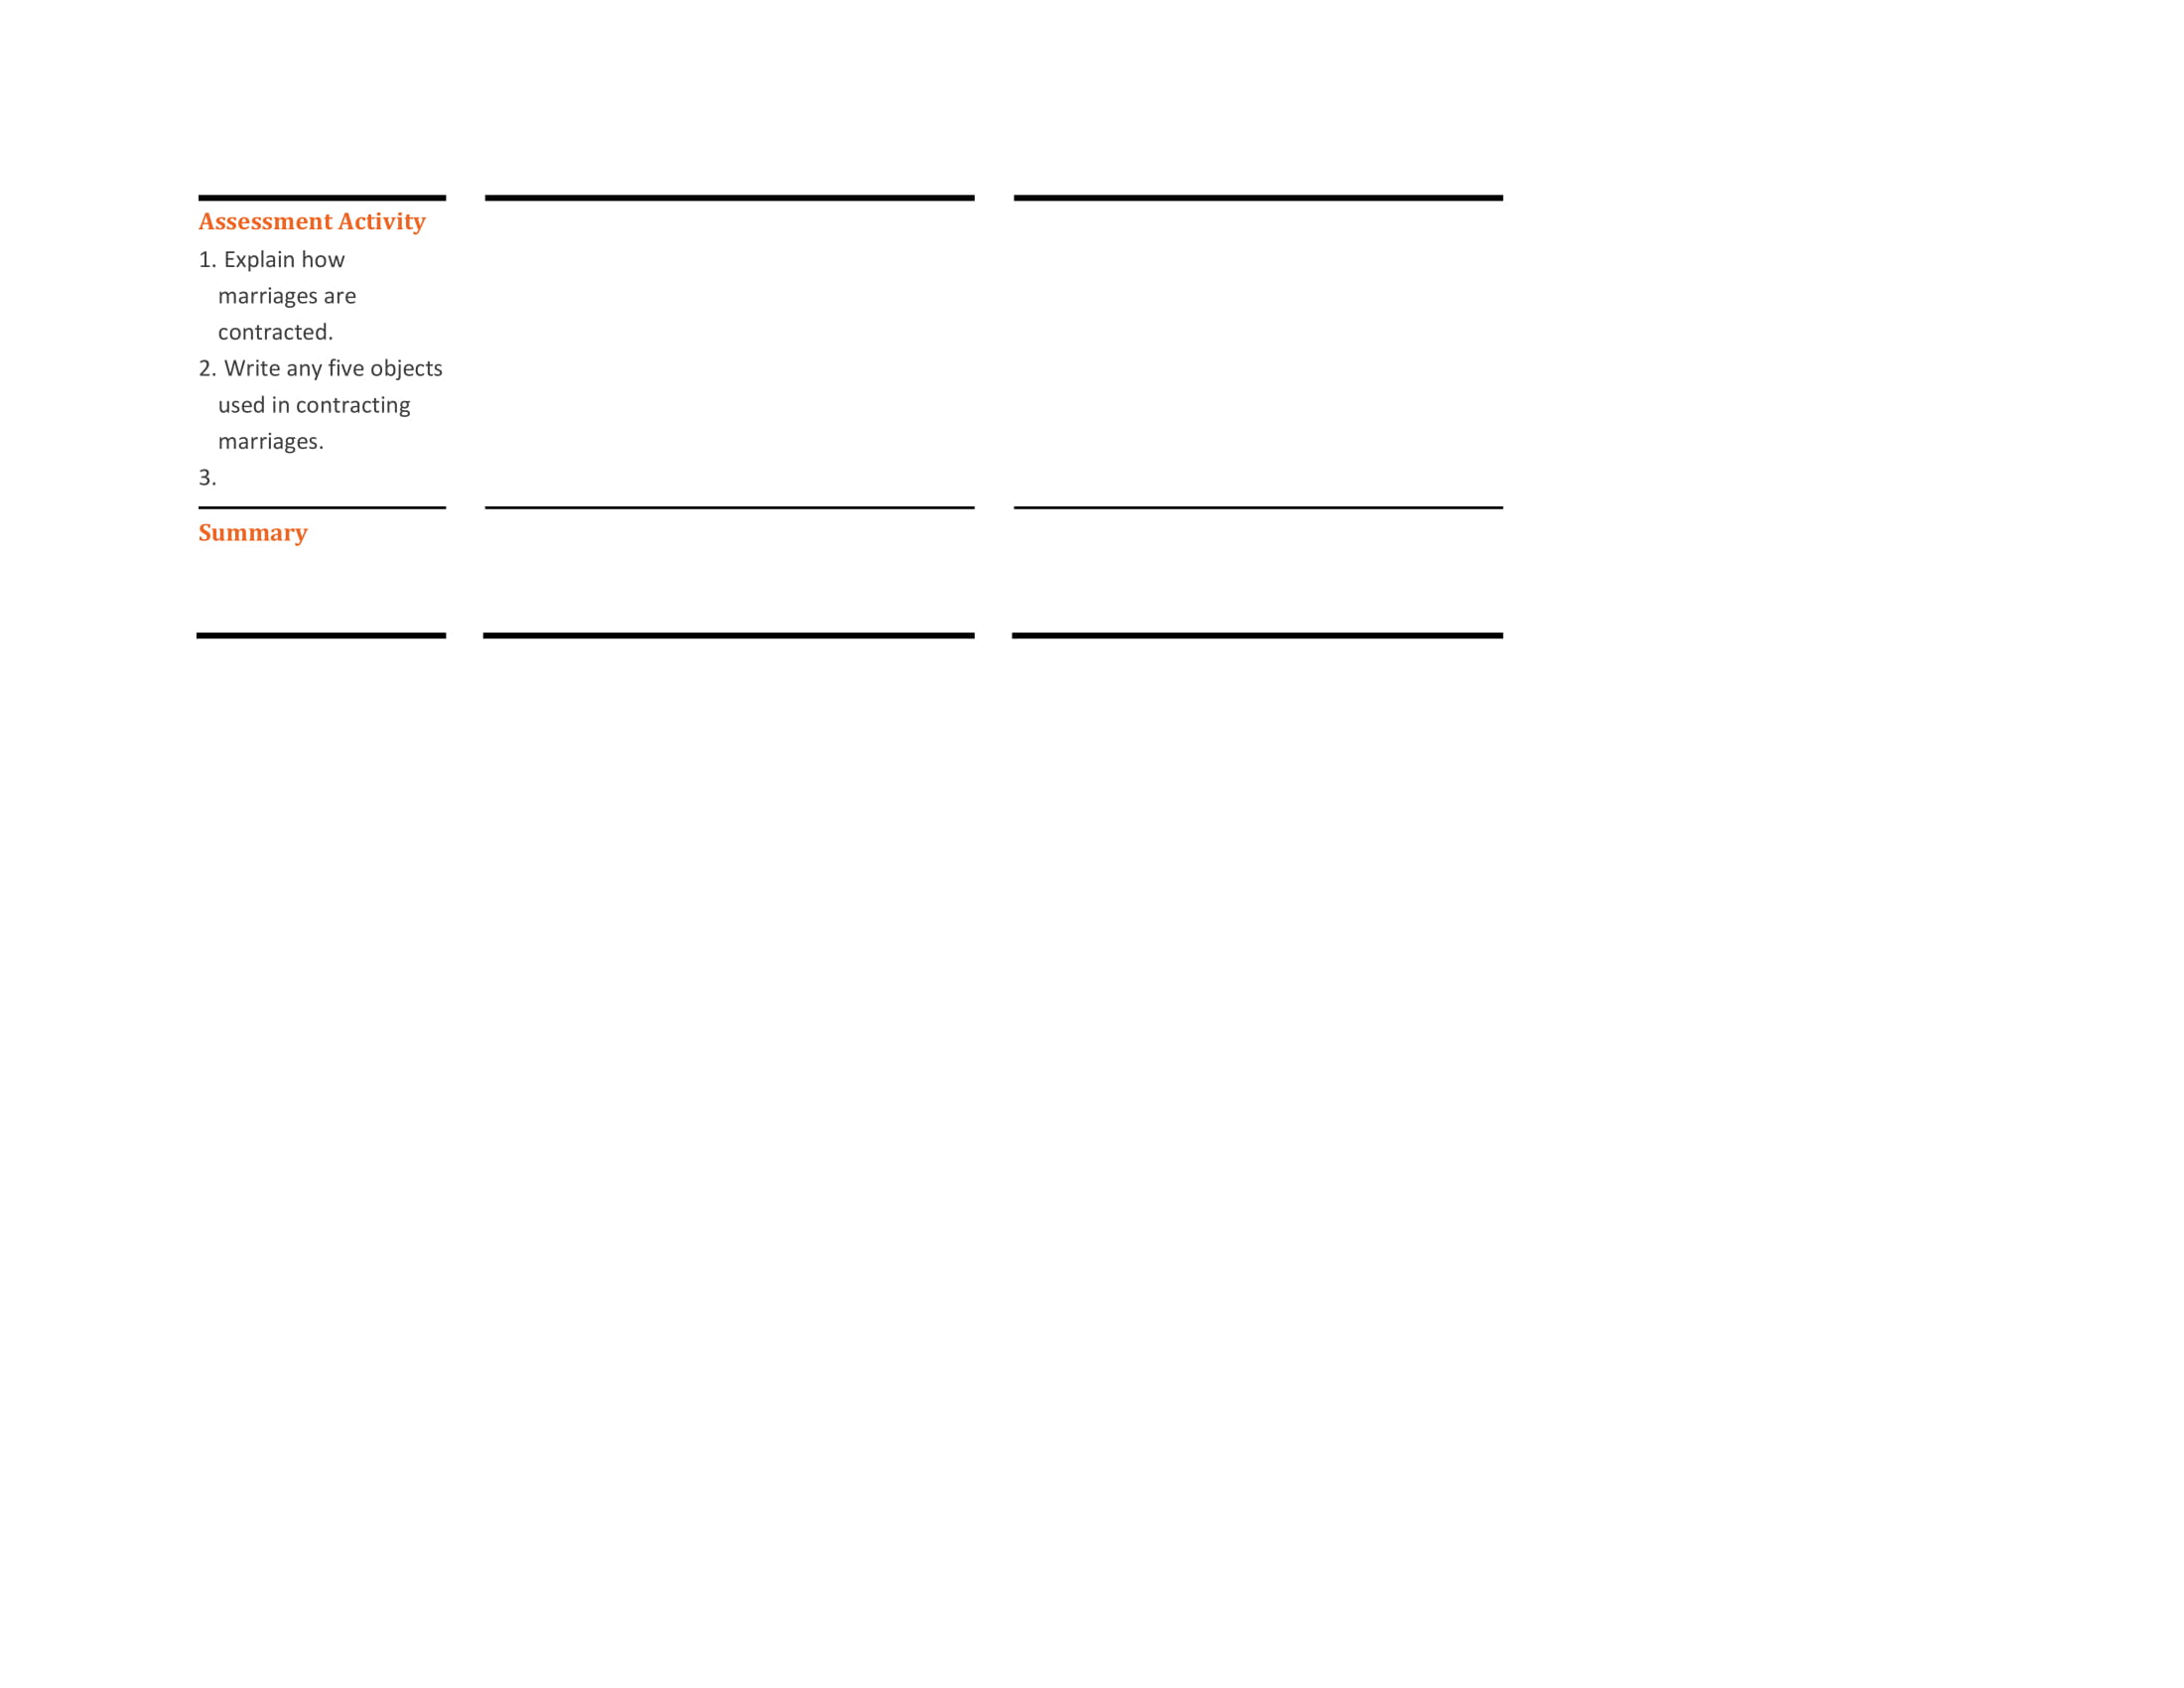 Assessment Activity
1. Explain how
marriages are
contracted.
2. Write any five objects
used in contracting
marriages.
3.
Summary